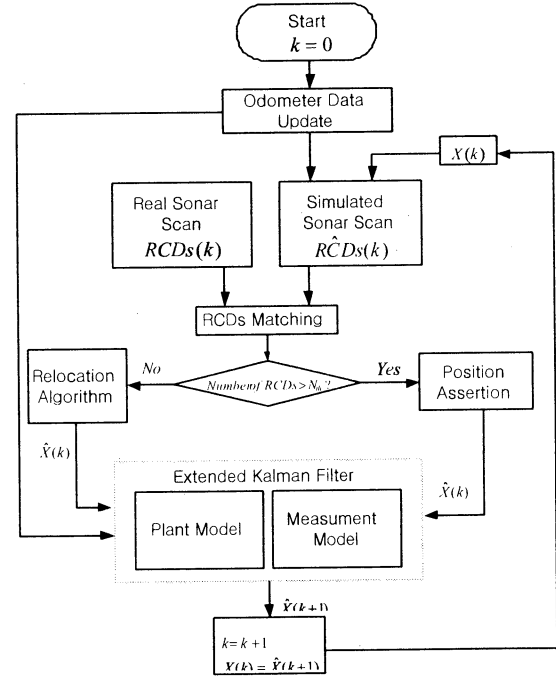 Start
k = 0
Odometer Data
Update
X(k)
Real Sonar
Scan
RCDs(k)
Simulated
Sonar Scan
RĈDs(k)
RCDs Matching
No
Numberof RCDs > Nth ?
Yes
Relocation
Algorithm
Position
Assertion
X̂(k)
X̂(k)
Extended Kalman Filter
Plant Model
Measument
Model
X̂(k+1)
k = k + 1
X(k) = X̂(k+1)